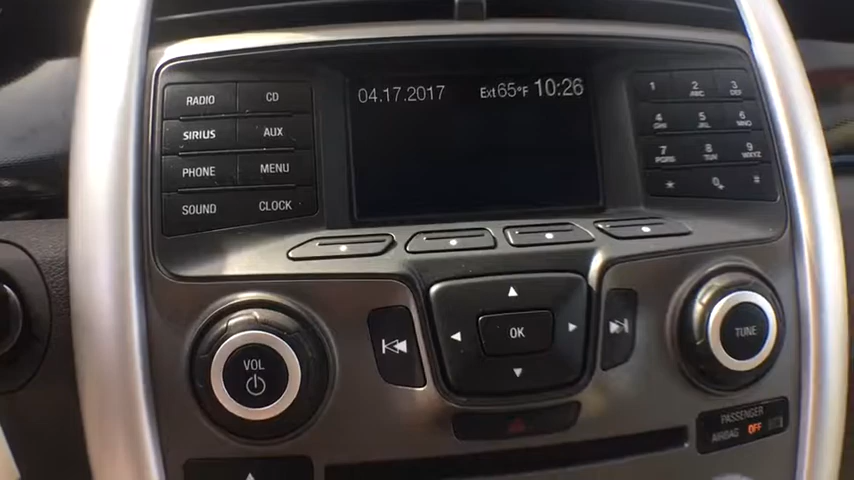 04.17.2017 Ext 65°F 10:26
RADIO CD
SIRIUS AUX
PHONE MENU
SOUND CLOCK
1 2 ABC 3 DEF
4 GHI 5 JKL 6 MNO
7 PQRS 8 TUV 9 WXYZ
* 0 #
OK
VOL
TUNE
PASSENGER
AIRBAG OFF